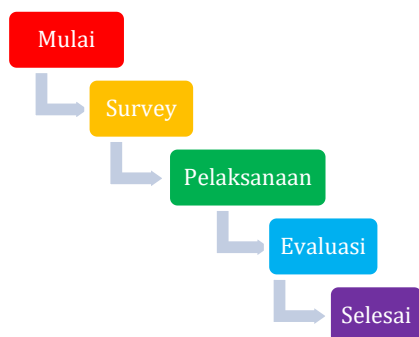 Mulai
Survey
Pelaksanaan
Evaluasi
Selesai